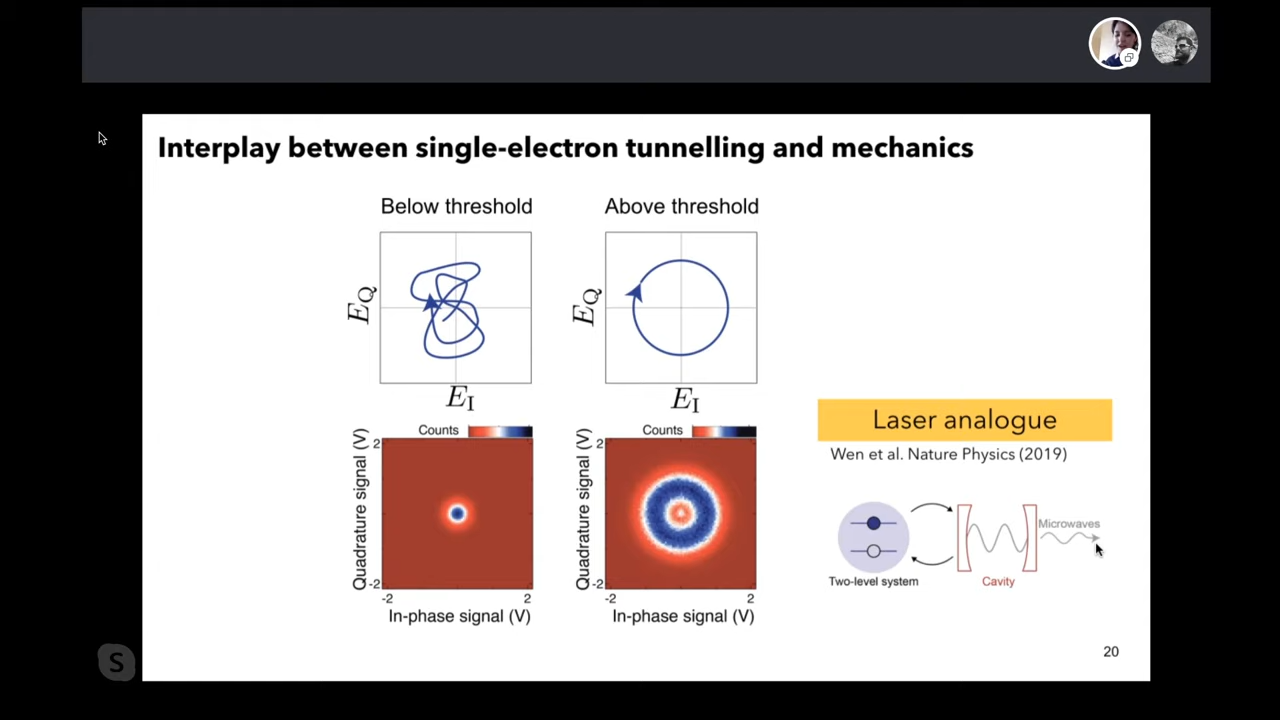 Interplay between single-electron tunnelling and mechanics
Below threshold
Above threshold
E_Q
E_I
E_Q
E_I
Counts
Quadrature signal (V)
2
-2
-2
2
In-phase signal (V)
Counts
Quadrature signal (V)
2
-2
-2
2
In-phase signal (V)
Laser analogue
Wen et al. Nature Physics (2019)
Microwaves
Two-level system
Cavity
20
S